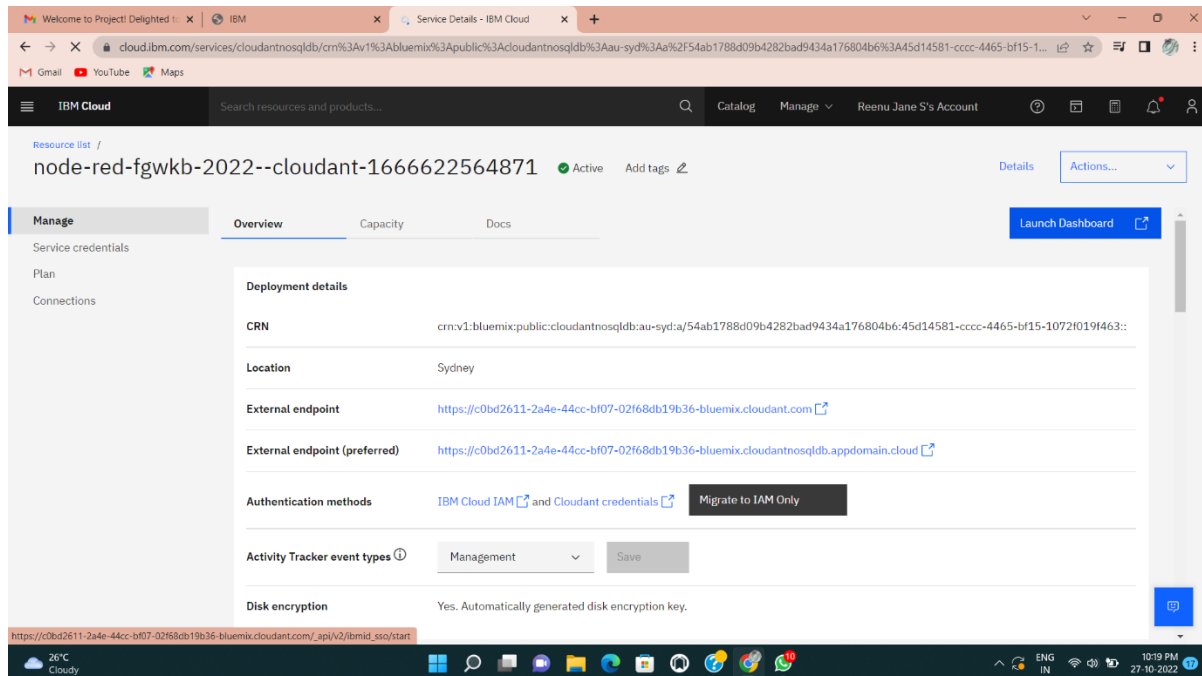 Welcome to Project! Delighted to
IBM
Service Details - IBM Cloud
cloud.ibm.com/services/cloudantnosqldb/crn%3Av1%3Abluemix%3Apublic%3Acloudantnosqldb%3Aau-syd%3Aa%2F54ab1788d09b4282bad9434a176804b6%3A45d14581-cccc-4465-bf15-1...
Gmail YouTube Maps
IBM Cloud Search resources and products... Catalog Manage Reenu Jane S's Account
Resource list /
node-red-fgwkb-2022--cloudant-1666622564871 Active Add tags Details Actions...
Manage
Service credentials
Plan
Connections
Overview Capacity Docs Launch Dashboard
Deployment details
CRN crn:v1:bluemix:public:cloudantnosqldb:au-syd:a/54ab1788d09b4282bad9434a176804b6:45d14581-cccc-4465-bf15-1072f019f463::
Location Sydney
External endpoint https://c0bd2611-2a4e-44cc-bf07-02f68db19b36-bluemix.cloudant.com
External endpoint (preferred) https://c0bd2611-2a4e-44cc-bf07-02f68db19b36-bluemix.cloudantnosqldb.appdomain.cloud
Authentication methods IBM Cloud IAM and Cloudant credentials Migrate to IAM Only
Activity Tracker event types Management Save
Disk encryption Yes. Automatically generated disk encryption key.
https://c0bd2611-2a4e-44cc-bf07-02f68db19b36-bluemix.cloudant.com/_api/v2/ibmid_sso/start
26°C
Cloudy
10
ENG
IN
10:19 PM
27-10-2022
17